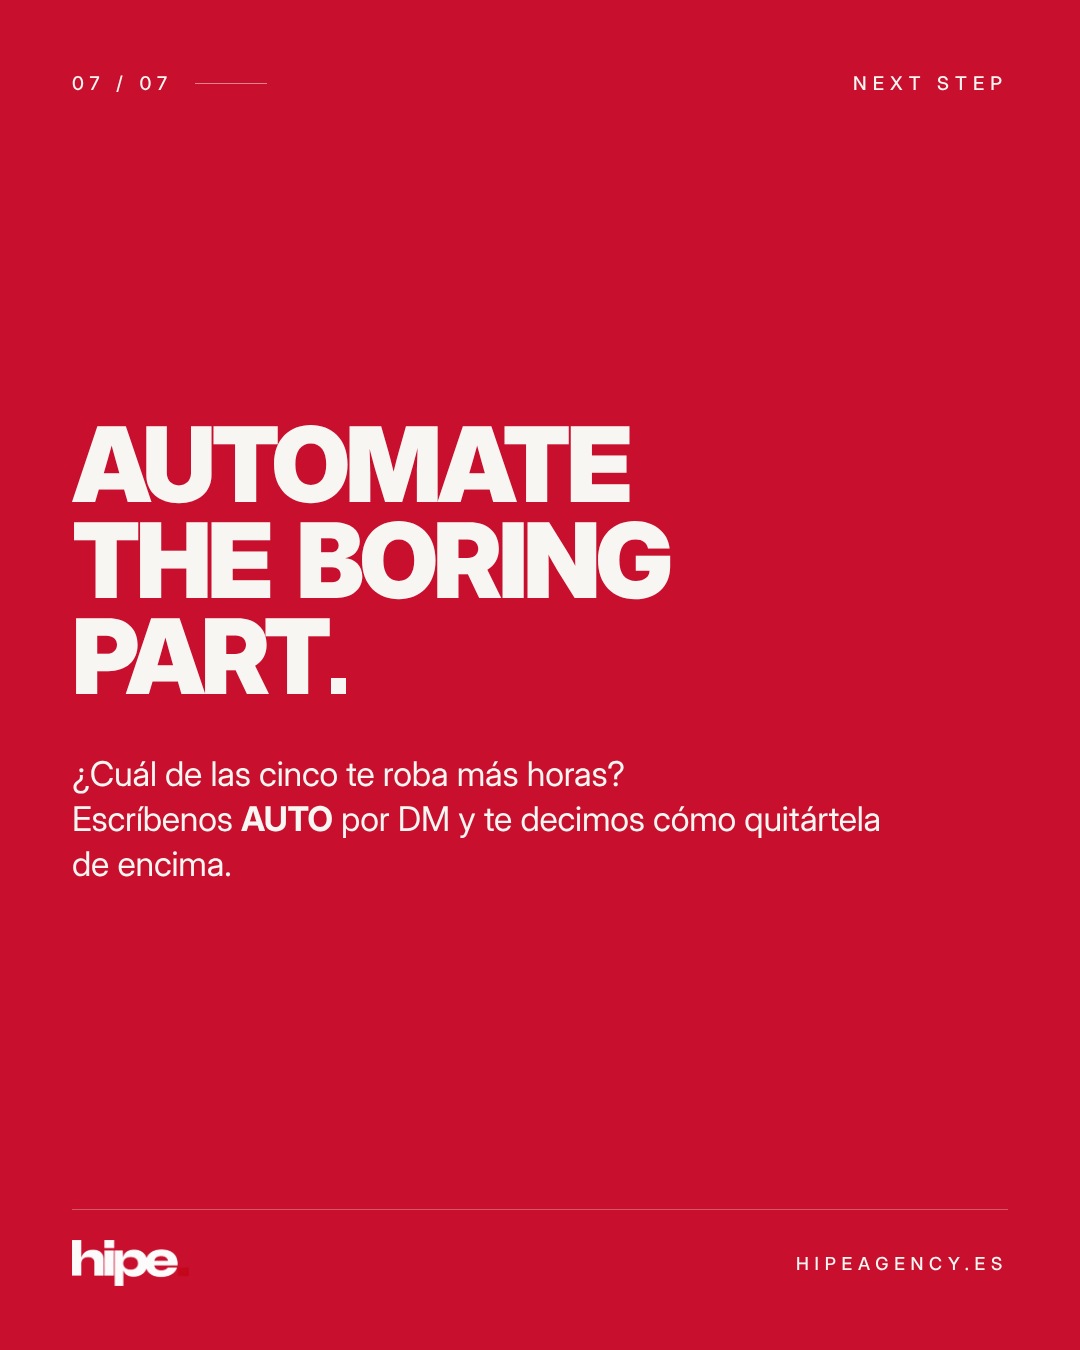 07 / 07
NEXT STEP
AUTOMATE
THE BORING
PART.
¿Cuál de las cinco te roba más horas?
Escríbenos AUTO por DM y te decimos cómo quitártela
de encima.
hipe.
HIPEAGENCY.ES